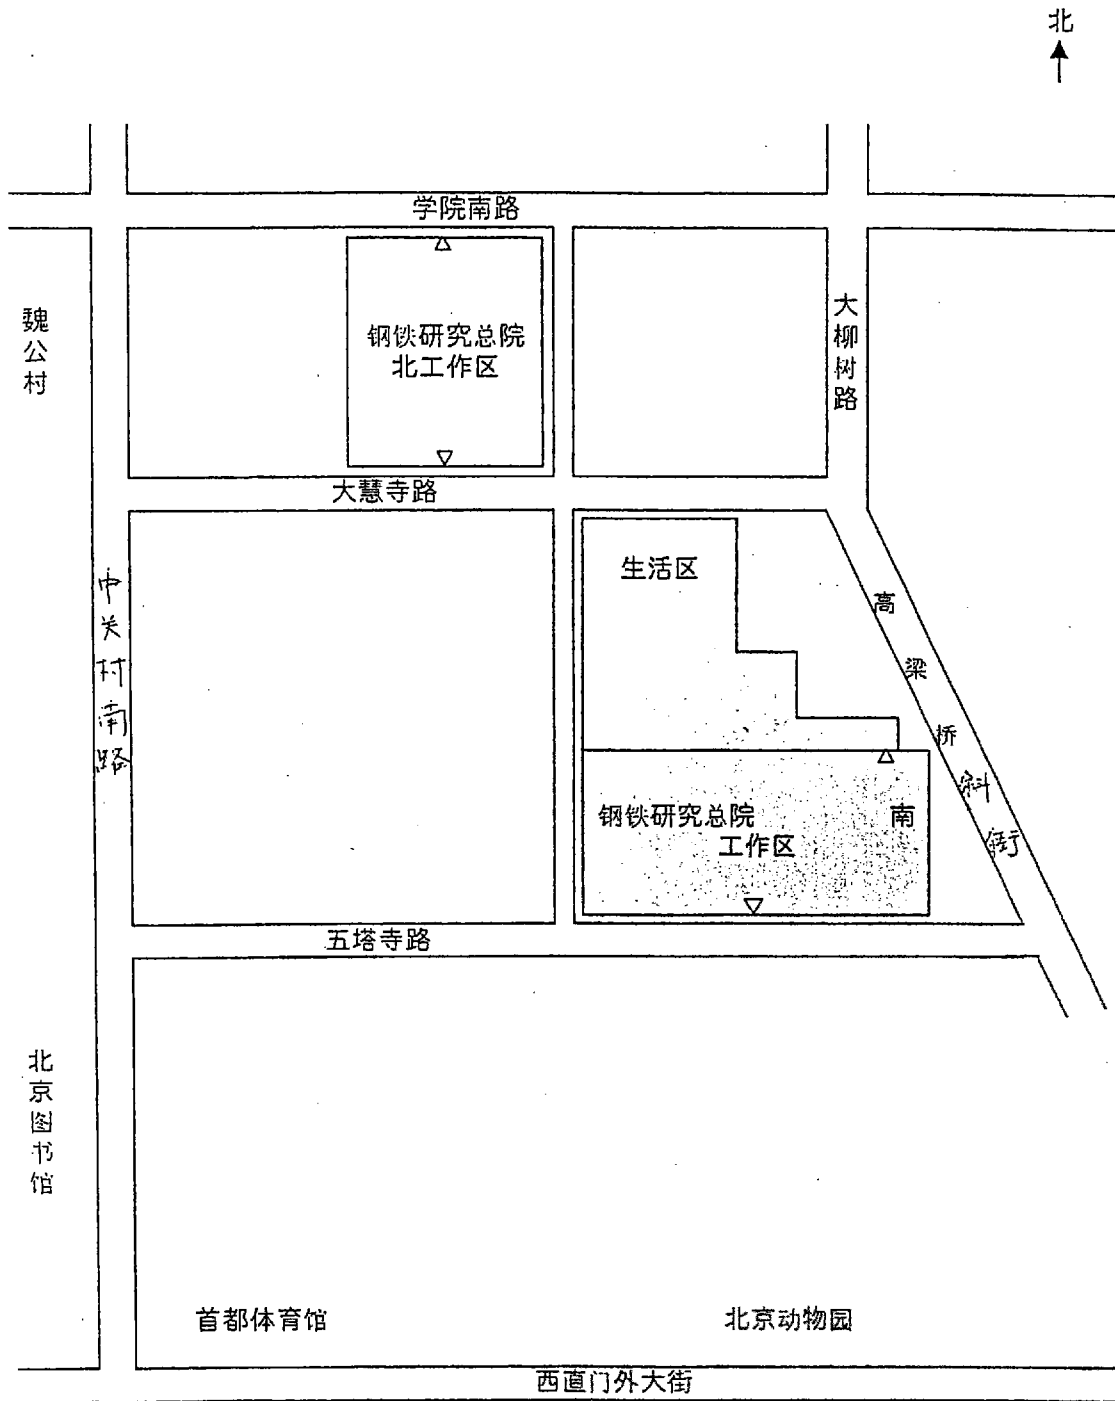 北
学院南路
魏公村
钢铁研究总院
北工作区
大柳树路
大慧寺路
中关村南路
生活区
高梁桥斜街
钢铁研究总院 南
工作区
五塔寺路
北京图书馆
首都体育馆
北京动物园
西直门外大街